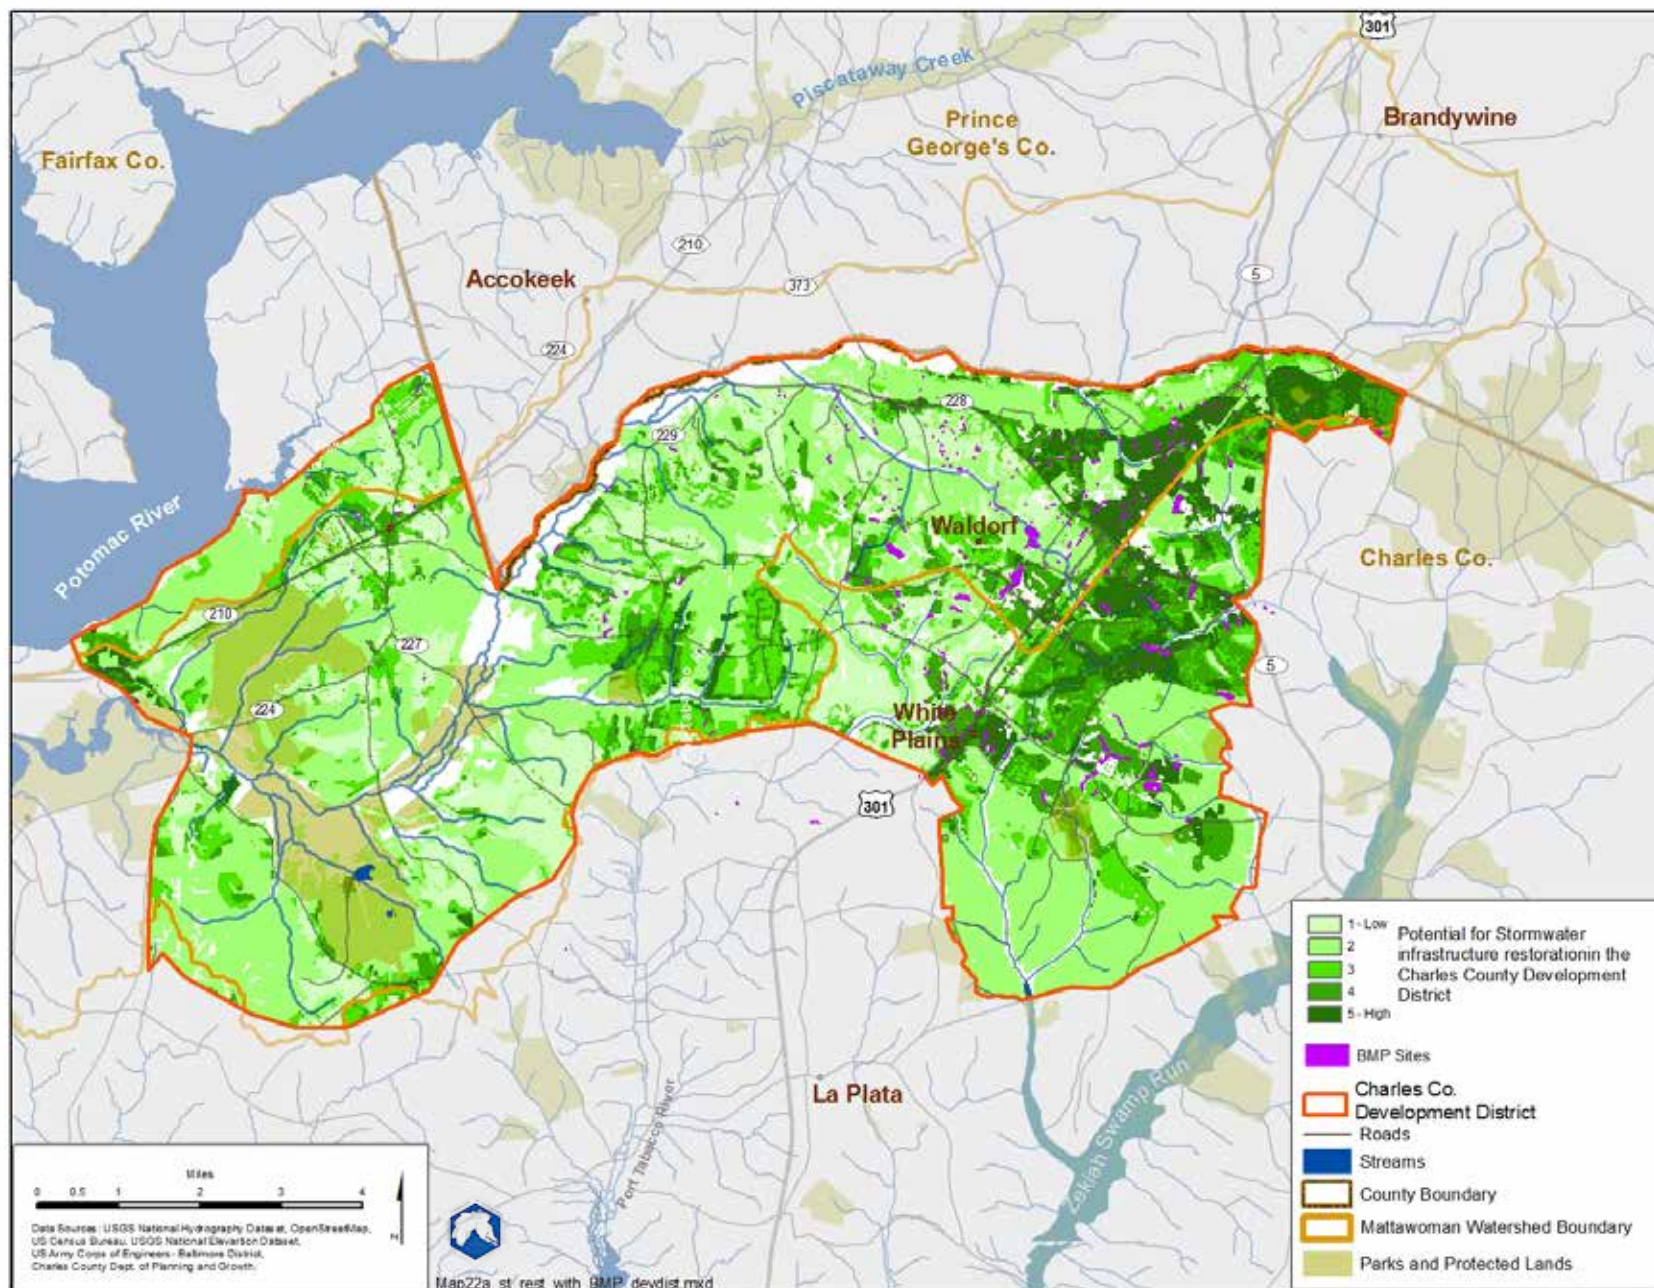 301
Piscataway Creek
Brandywine
Prince
George's Co.
Fairfax Co.
210
Accokeek
5
373
224
228
229
Potomac River
Waldorf
Charles Co.
210
227
5
224
White
Plains
301
1 - Low
2
3
4
5 - High
Potential for Stormwater
infrastructure restorationin the
Charles County Development
District
BMP Sites
Charles Co.
Development District
Roads
Streams
County Boundary
Mattawoman Watershed Boundary
Parks and Protected Lands
La Plata
Port Tabacco River
Zekiah Swamp Run
Miles
0 0.5 1 2 3 4
N
Data Sources: USGS National Hydrography Dataset, OpenStreetMap,
US Census Bureau, USGS National Elevartion Dataset,
US Army Corps of Engineers - Baltimore District,
Charles County Dept. of Planning and Growth.
Map22a_st_rest_with_BMP_devdist.mxd